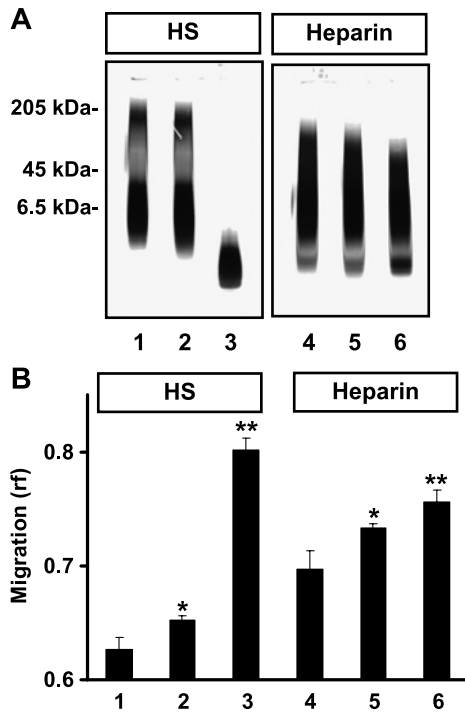 A
HS Heparin
205 kDa-
45 kDa-
6.5 kDa-
1 2 3 4 5 6
B
HS Heparin
Migration (rf)
0.8
0.7
0.6
* ** * **
1 2 3 4 5 6